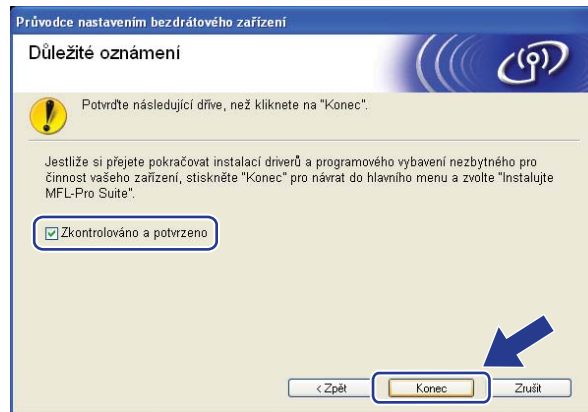 Průvodce nastavením bezdrátového zařízení
Důležité oznámení
Potvrďte následující dříve, než kliknete na "Konec".
Jestliže si přejete pokračovat instalací driverů a programového vybavení nezbytného pro
činnost vašeho zařízení, stiskněte "Konec" pro návrat do hlavního menu a zvolte "Instalujte
MFL-Pro Suite".
Zkontrolováno a potvrzeno
< Zpět Konec Zrušit